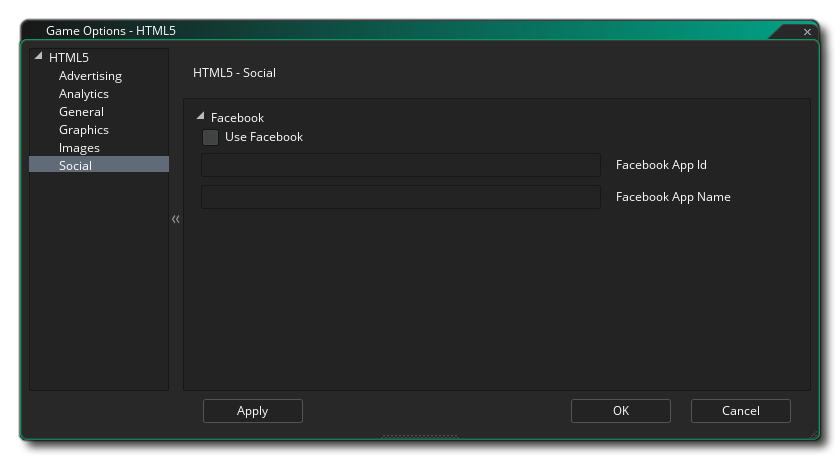 Game Options - HTML5
HTML5
Advertising
Analytics
General
Graphics
Images
Social
HTML5 - Social
Facebook
Use Facebook
Facebook App Id
Facebook App Name
Apply
OK
Cancel